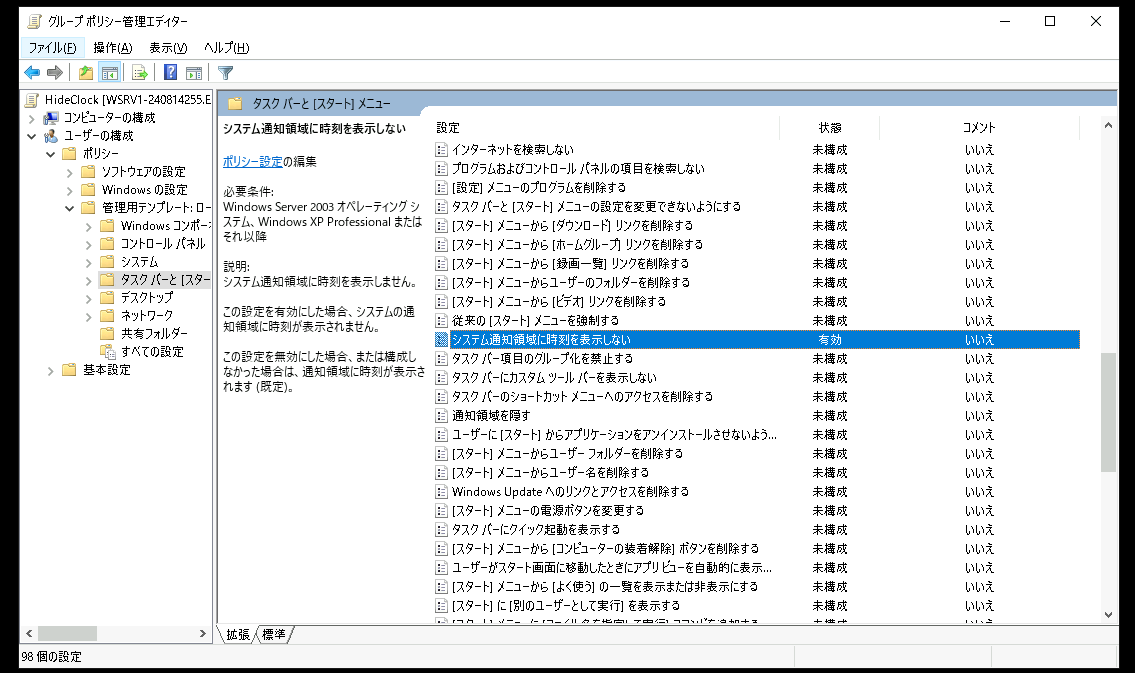 グループ ポリシー管理エディター
ファイル(F) 操作(A) 表示(V) ヘルプ(H)
HideClock [WSRV1-240814255.E
コンピューターの構成
ユーザーの構成
ポリシー
ソフトウェアの設定
Windows の設定
管理用テンプレート: ロー
Windows コンポー
コントロール パネル
システム
タスク バーと [スター
デスクトップ
ネットワーク
共有フォルダー
すべての設定
基本設定
タスク バーと [スタート] メニュー
システム通知領域に時刻を表示しない
ポリシー設定の編集
必要条件:
Windows Server 2003 オペレーティング シ
ステム、Windows XP Professional または
それ以降
説明:
システム通知領域に時刻を表示しません。
この設定を有効にした場合、システムの通
知領域に時刻が表示されません。
この設定を無効にした場合、または構成し
なかった場合は、通知領域に時刻が表示さ
れます (既定)。
設定 状態 コメント
インターネットを検索しない 未構成 いいえ
プログラムおよびコントロール パネルの項目を検索しない 未構成 いいえ
[設定] メニューのプログラムを削除する 未構成 いいえ
タスク バーと [スタート] メニューの設定を変更できないようにする 未構成 いいえ
[スタート] メニューから [ダウンロード] リンクを削除する 未構成 いいえ
[スタート] メニューから [ホームグループ] リンクを削除する 未構成 いいえ
[スタート] メニューから [録画一覧] リンクを削除する 未構成 いいえ
[スタート] メニューからユーザーのフォルダーを削除する 未構成 いいえ
[スタート] メニューから [ビデオ] リンクを削除する 未構成 いいえ
従来の [スタート] メニューを強制する 未構成 いいえ
システム通知領域に時刻を表示しない 有効 いいえ
タスク バー項目のグループ化を禁止する 未構成 いいえ
タスク バーにカスタム ツール バーを表示しない 未構成 いいえ
タスク バーのショートカット メニューへのアクセスを削除する 未構成 いいえ
通知領域を隠す 未構成 いいえ
ユーザーに [スタート] からアプリケーションをアンインストールさせないよう... 未構成 いいえ
[スタート] メニューからユーザー フォルダーを削除する 未構成 いいえ
[スタート] メニューからユーザー名を削除する 未構成 いいえ
Windows Update へのリンクとアクセスを削除する 未構成 いいえ
[スタート] メニューの電源ボタンを変更する 未構成 いいえ
タスク バーにクイック起動を表示する 未構成 いいえ
[スタート] メニューから [コンピューターの装着解除] ボタンを削除する 未構成 いいえ
ユーザーがスタート画面に移動したときにアプリ ビューを自動的に表示... 未構成 いいえ
[スタート] メニューから [よく使う] の一覧を表示または非表示にする 未構成 いいえ
[スタート] に [別のユーザーとして実行] を表示する 未構成 いいえ
[スタート] メニューに [ファイル名を指定して実行] コマンドを追加する 未構成 いいえ
拡張 標準
98 個の設定